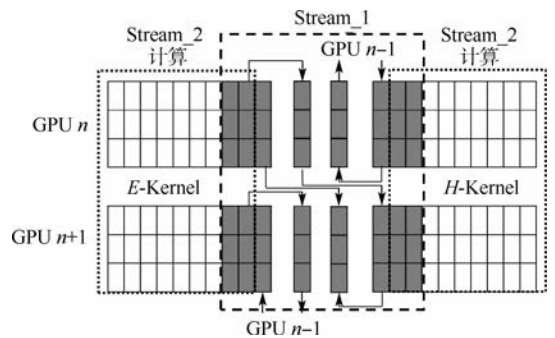 Stream_1
Stream_2
计算
GPU n−1
Stream_2
计算
GPU n
E-Kernel
H-Kernel
GPU n+1
GPU n−1